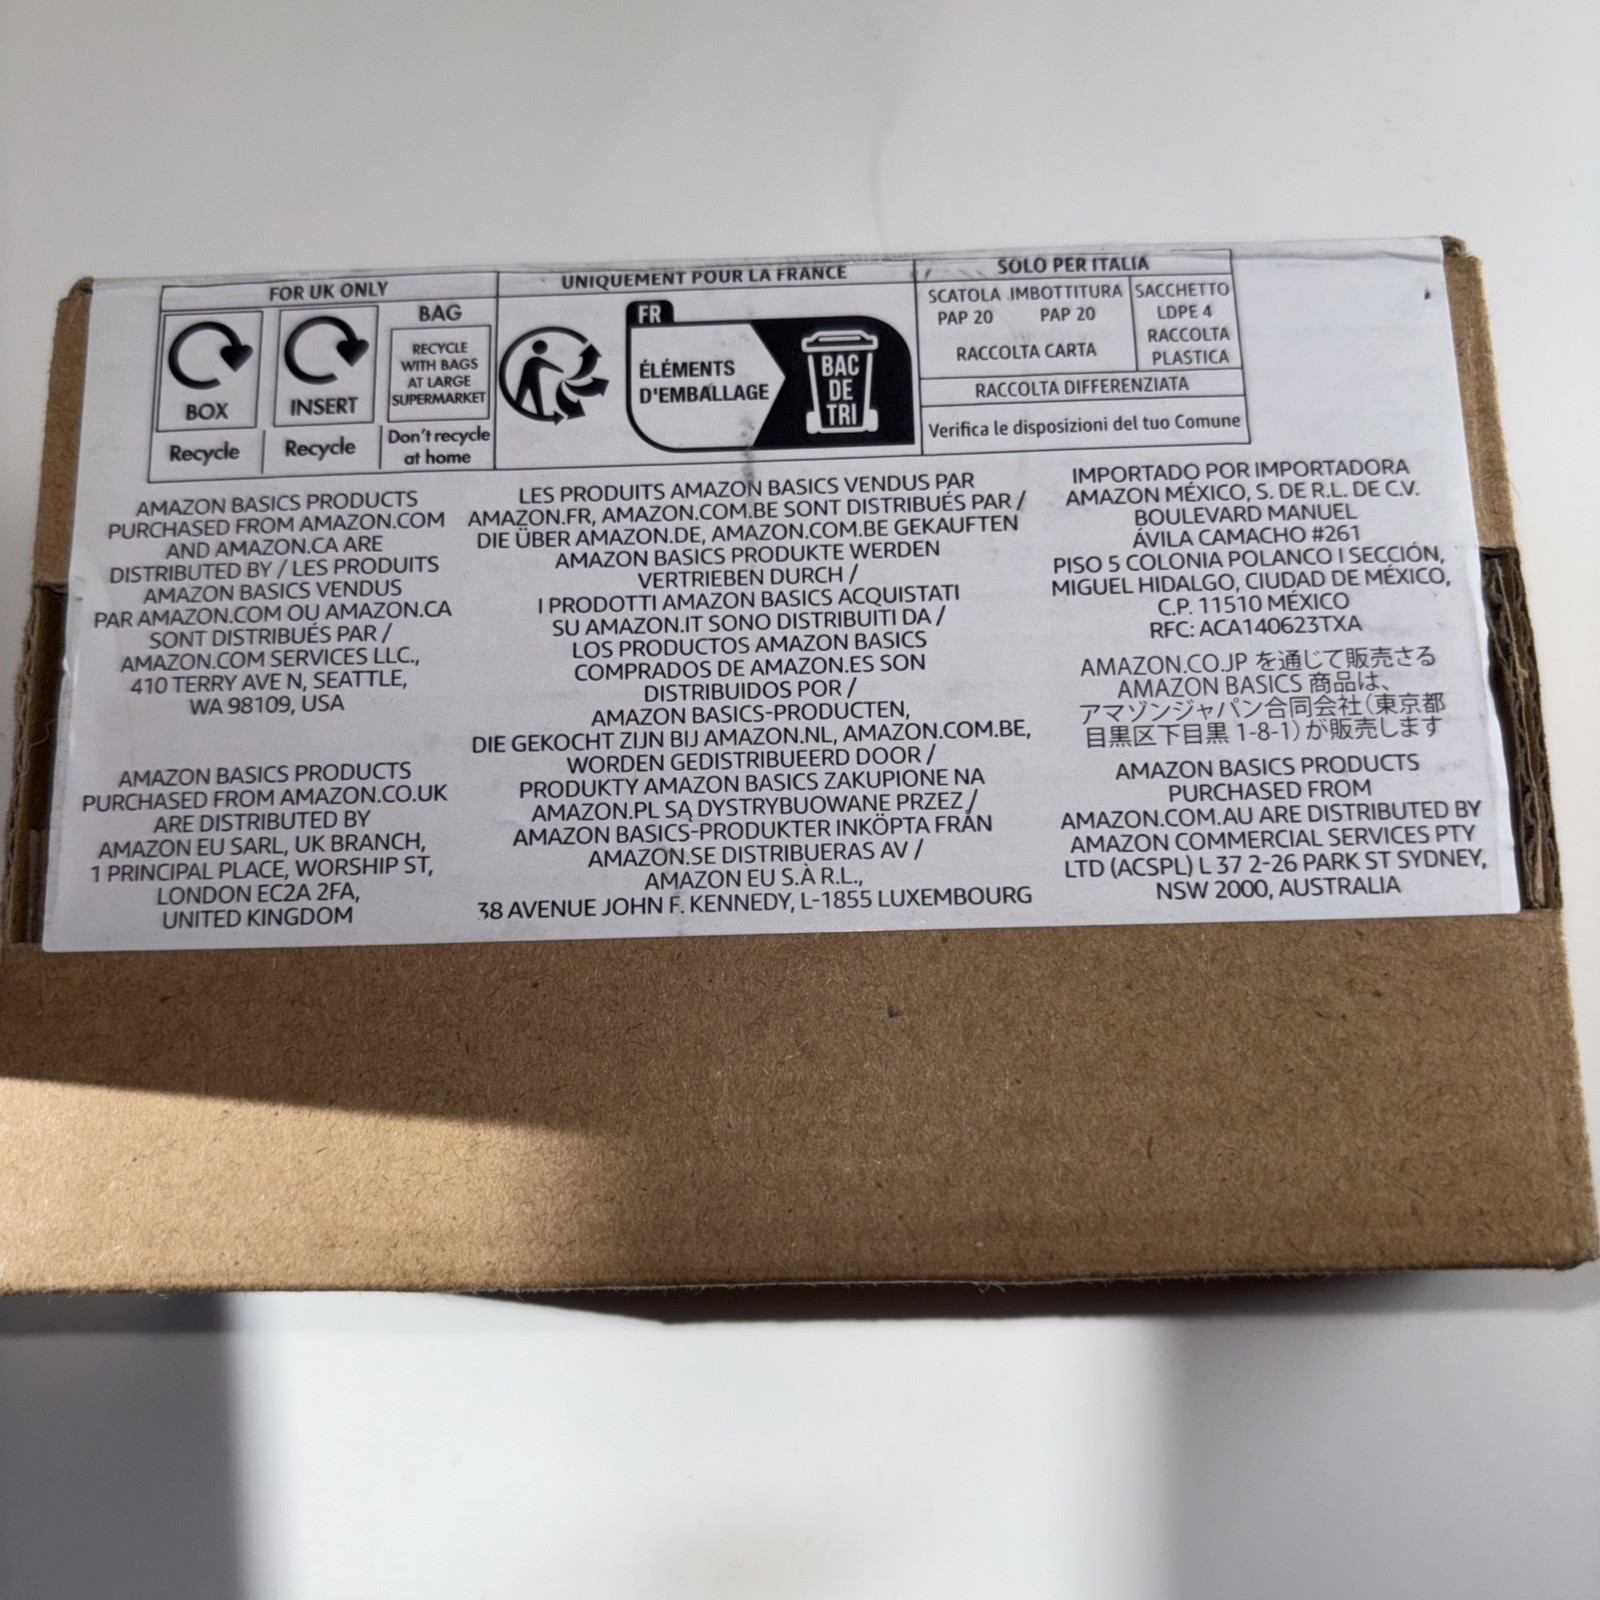 FOR UK ONLY
BOX
Recycle
INSERT
Recycle
BAG
RECYCLE
WITH BAGS
AT LARGE
SUPERMARKET
Don't recycle
at home
UNIQUEMENT POUR LA FRANCE
FR
ÉLÉMENTS
D'EMBALLAGE
BAC
DE
TRI
SOLO PER ITALIA
SCATOLA IMBOTTITURA
PAP 20 PAP 20
RACCOLTA CARTA
SACCHETTO
LDPE 4
RACCOLTA
PLASTICA
RACCOLTA DIFFERENZIATA
Verifica le disposizioni del tuo Comune
AMAZON BASICS PRODUCTS
PURCHASED FROM AMAZON.COM
AND AMAZON.CA ARE
DISTRIBUTED BY / LES PRODUITS
AMAZON BASICS VENDUS
PAR AMAZON.COM OU AMAZON.CA
SONT DISTRIBUÉS PAR /
AMAZON.COM SERVICES LLC.,
410 TERRY AVE N, SEATTLE,
WA 98109, USA
AMAZON BASICS PRODUCTS
PURCHASED FROM AMAZON.CO.UK
ARE DISTRIBUTED BY
AMAZON EU SARL, UK BRANCH,
1 PRINCIPAL PLACE, WORSHIP ST,
LONDON EC2A 2FA,
UNITED KINGDOM
LES PRODUITS AMAZON BASICS VENDUS PAR
AMAZON.FR, AMAZON.COM.BE SONT DISTRIBUÉS PAR /
DIE ÜBER AMAZON.DE, AMAZON.COM.BE GEKAUFTEN
AMAZON BASICS PRODUKTE WERDEN
VERTRIEBEN DURCH /
I PRODOTTI AMAZON BASICS ACQUISTATI
SU AMAZON.IT SONO DISTRIBUITI DA /
LOS PRODUCTOS AMAZON BASICS
COMPRADOS DE AMAZON.ES SON
DISTRIBUIDOS POR /
AMAZON BASICS-PRODUCTEN,
DIE GEKOCHT ZIJN BIJ AMAZON.NL, AMAZON.COM.BE,
WORDEN GEDISTRIBUEERD DOOR /
PRODUKTY AMAZON BASICS ZAKUPIONE NA
AMAZON.PL SĄ DYSTRYBUOWANE PRZEZ /
AMAZON BASICS-PRODUKTER INKÖPTA FRÅN
AMAZON.SE DISTRIBUERAS AV /
AMAZON EU S.À R.L.,
38 AVENUE JOHN F. KENNEDY, L-1855 LUXEMBOURG
IMPORTADO POR IMPORTADORA
AMAZON MÉXICO, S. DE R.L. DE C.V.
BOULEVARD MANUEL
ÁVILA CAMACHO #261
PISO 5 COLONIA POLANCO I SECCIÓN,
MIGUEL HIDALGO, CIUDAD DE MÉXICO,
C.P. 11510 MÉXICO
RFC: ACA140623TXA
AMAZON.CO.JP を通じて販売さる
AMAZON BASICS 商品は、
アマゾンジャパン合同会社（東京都
目黒区下目黒 1-8-1）が販売します
AMAZON BASICS PRODUCTS
PURCHASED FROM
AMAZON.COM.AU ARE DISTRIBUTED BY
AMAZON COMMERCIAL SERVICES PTY
LTD (ACSPL) L 37 2-26 PARK ST SYDNEY,
NSW 2000, AUSTRALIA